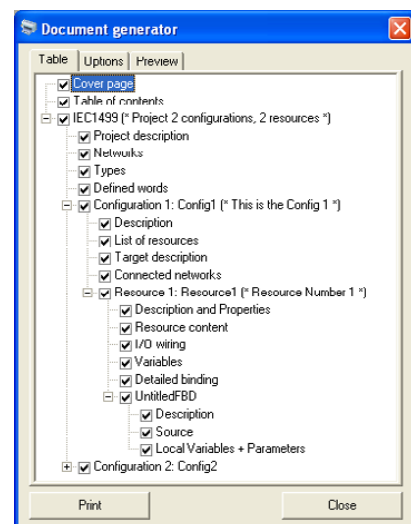 Document generator
Table Options Preview
Cover page
Table of contents
IEC1499 (* Project 2 configurations, 2 resources *)
Project description
Networks
Types
Defined words
Configuration 1: Config1 (* This is the Config 1 *)
Description
List of resources
Target description
Connected networks
Resource 1: Resource1 (* Resource Number 1 *)
Description and Properties
Resource content
I/O wiring
Variables
Detailed binding
UntitledFBD
Description
Source
Local Variables + Parameters
Configuration 2: Config2
Print Close